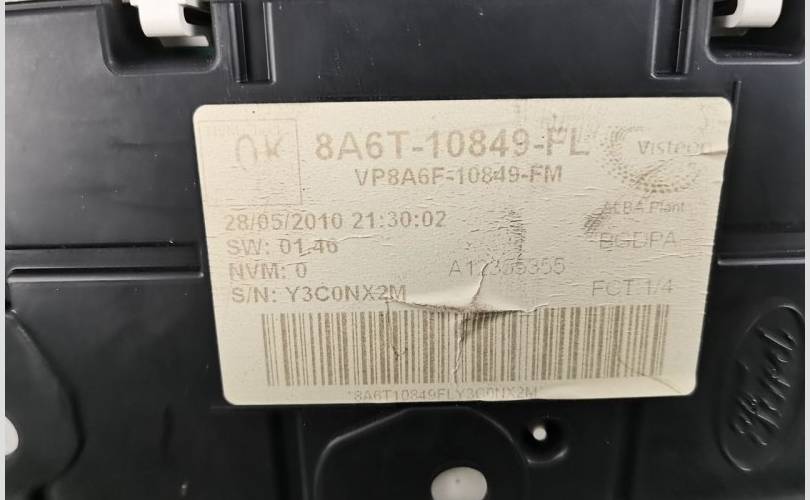 OK
8A6T-10849-FL
Visteon
VP8A6F-10849-FM
ALBA Plant
28/05/2010 21:30:02
BGDPA
SW: 01.46
NVM: 0
S/N: Y3C0NX2M
FCT 1/4
*8A6T10849FLY3C0NX2M*
Ford